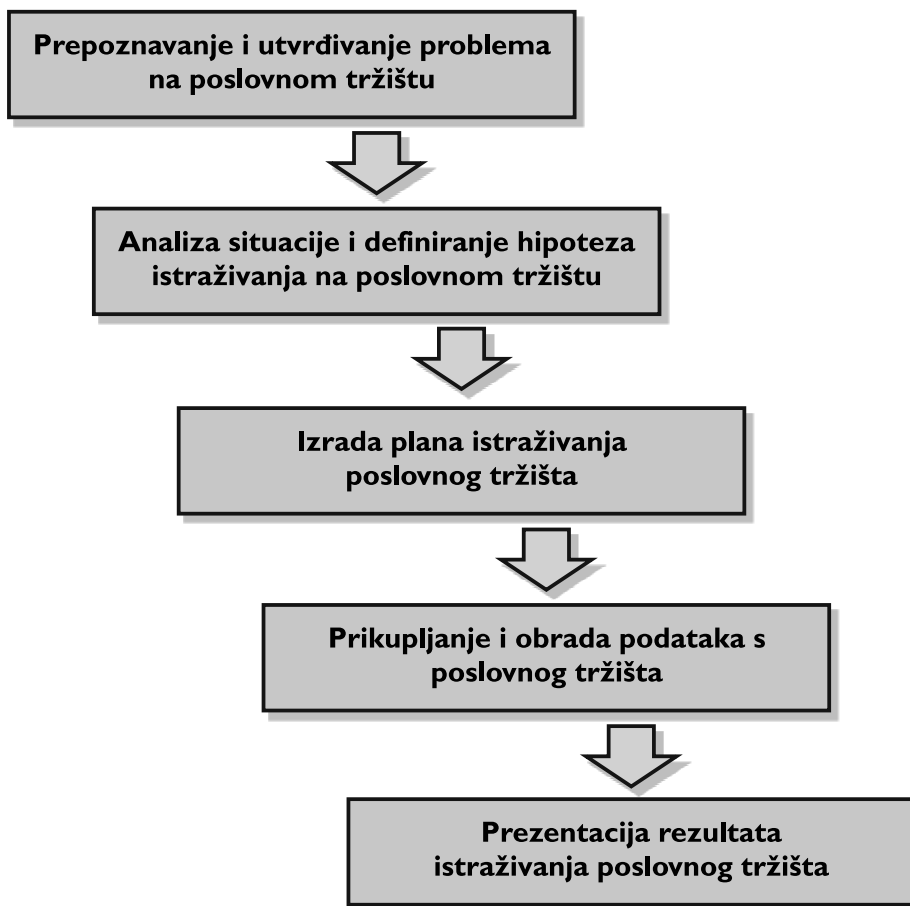 Prepoznavanje i utvrđivanje problema
na poslovnom tržištu
Analiza situacije i definiranje hipoteza
istraživanja na poslovnom tržištu
Izrada plana istraživanja
poslovnog tržišta
Prikupljanje i obrada podataka s
poslovnog tržišta
Prezentacija rezultata
istraživanja poslovnog tržišta